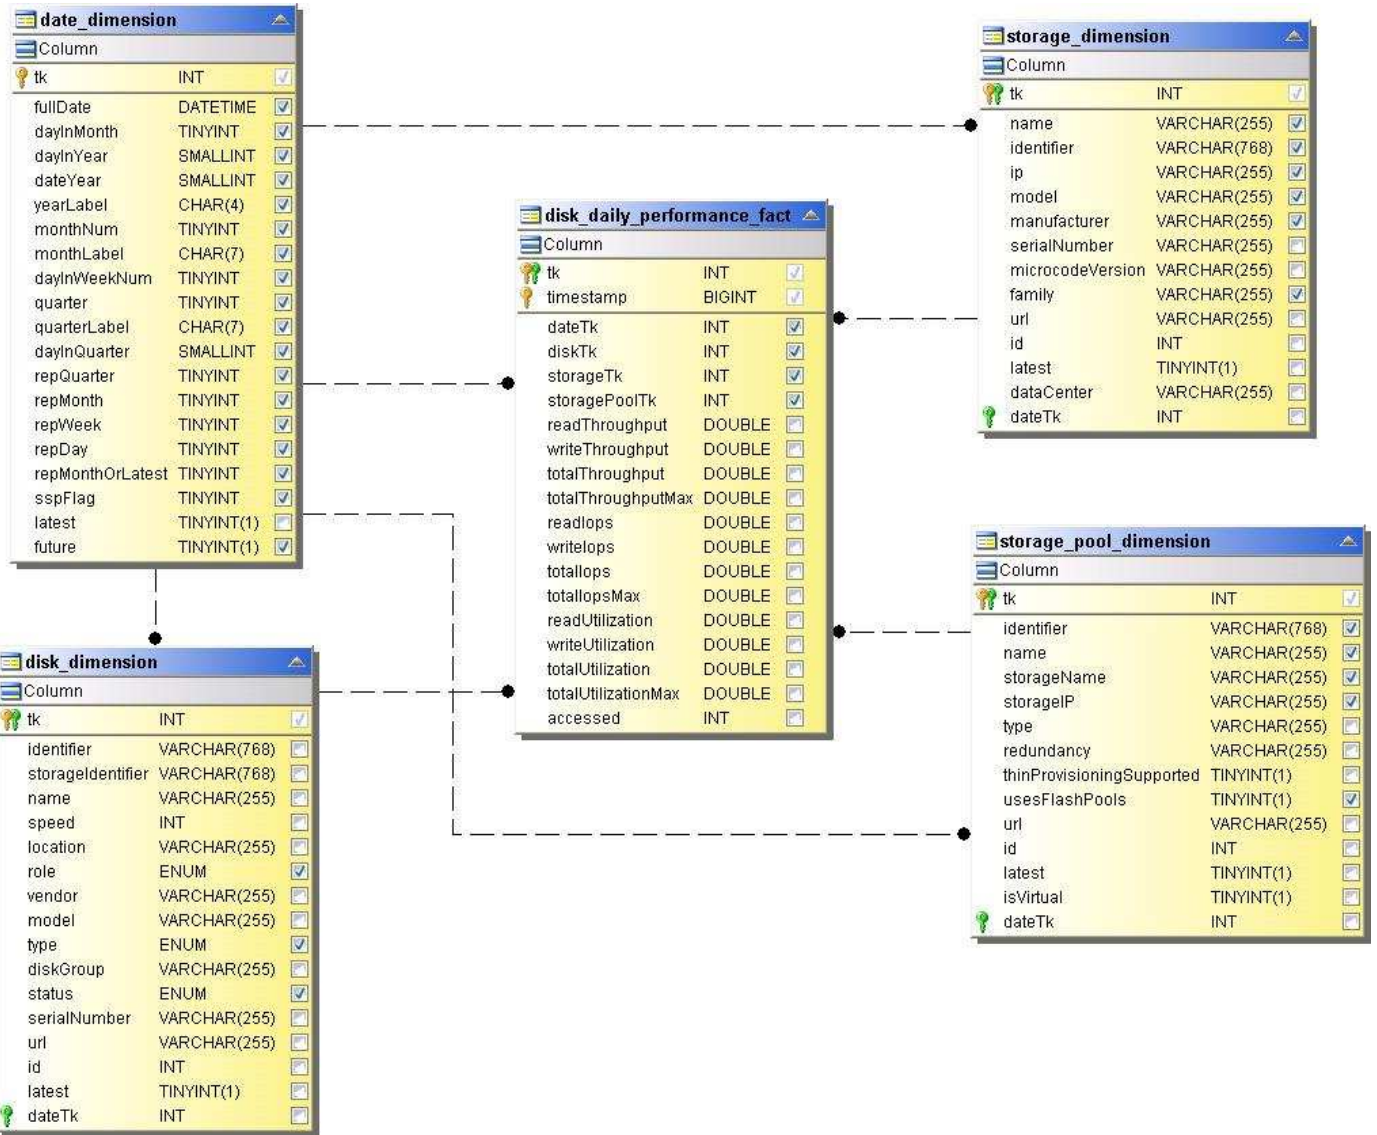 date_dimension
Column
tk INT
fullDate DATETIME
dayInMonth TINYINT
dayInYear SMALLINT
dateYear SMALLINT
yearLabel CHAR(4)
monthNum TINYINT
monthLabel CHAR(7)
dayInWeekNum TINYINT
quarter TINYINT
quarterLabel CHAR(7)
dayInQuarter SMALLINT
repQuarter TINYINT
repMonth TINYINT
repWeek TINYINT
repDay TINYINT
repMonthOrLatest TINYINT
sspFlag TINYINT
latest TINYINT(1)
future TINYINT(1)
storage_dimension
Column
tk INT
name VARCHAR(255)
identifier VARCHAR(768)
ip VARCHAR(255)
model VARCHAR(255)
manufacturer VARCHAR(255)
serialNumber VARCHAR(255)
microcodeVersion VARCHAR(255)
family VARCHAR(255)
url VARCHAR(255)
id INT
latest TINYINT(1)
dataCenter VARCHAR(255)
dateTk INT
disk_daily_performance_fact
Column
tk INT
timestamp BIGINT
dateTk INT
diskTk INT
storageTk INT
storagePoolTk INT
readThroughput DOUBLE
writeThroughput DOUBLE
totalThroughput DOUBLE
totalThroughputMax DOUBLE
readIops DOUBLE
writeIops DOUBLE
totalIops DOUBLE
totalIopsMax DOUBLE
readUtilization DOUBLE
writeUtilization DOUBLE
totalUtilization DOUBLE
totalUtilizationMax DOUBLE
accessed INT
storage_pool_dimension
Column
tk INT
identifier VARCHAR(768)
name VARCHAR(255)
storageName VARCHAR(255)
storageIP VARCHAR(255)
type VARCHAR(255)
redundancy VARCHAR(255)
thinProvisioningSupported TINYINT(1)
usesFlashPools TINYINT(1)
url VARCHAR(255)
id INT
latest TINYINT(1)
isVirtual TINYINT(1)
dateTk INT
disk_dimension
Column
tk INT
identifier VARCHAR(768)
storageIdentifier VARCHAR(768)
name VARCHAR(255)
speed INT
location VARCHAR(255)
role ENUM
vendor VARCHAR(255)
model VARCHAR(255)
type ENUM
diskGroup VARCHAR(255)
status ENUM
serialNumber VARCHAR(255)
url VARCHAR(255)
id INT
latest TINYINT(1)
dateTk INT